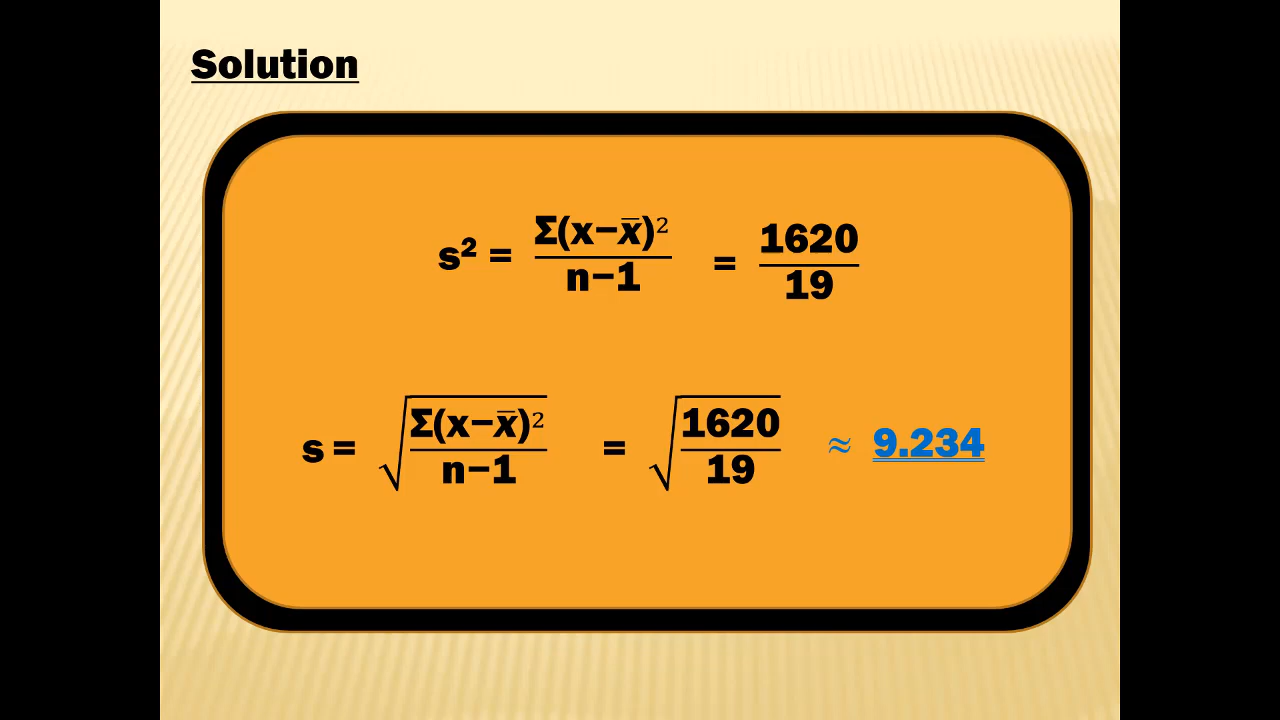 Solution
s² = Σ(x−x̅)² / n−1 = 1620 / 19
s = √(Σ(x−x̅)² / n−1) = √(1620 / 19) ≈ 9.234